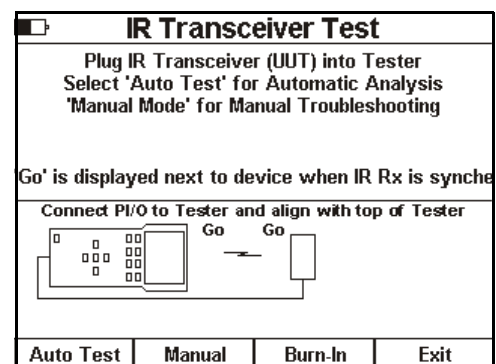 IR Transceiver Test
Plug IR Transceiver (UUT) into Tester
Select 'Auto Test' for Automatic Analysis
'Manual Mode' for Manual Troubleshooting
Go' is displayed next to device when IR Rx is synche
Connect PI/O to Tester and align with top of Tester
Go Go
Auto Test Manual Burn-In Exit